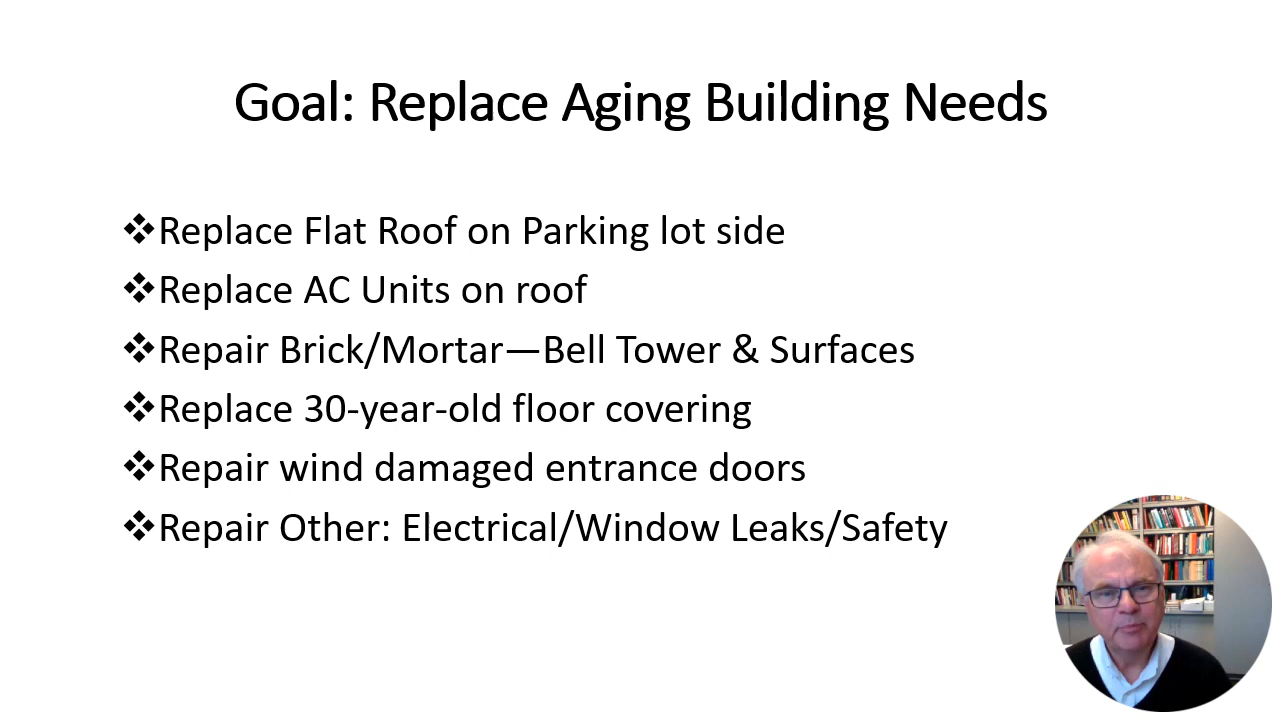 Goal: Replace Aging Building Needs
❖Replace Flat Roof on Parking lot side
❖Replace AC Units on roof
❖Repair Brick/Mortar—Bell Tower & Surfaces
❖Replace 30-year-old floor covering
❖Repair wind damaged entrance doors
❖Repair Other: Electrical/Window Leaks/Safety